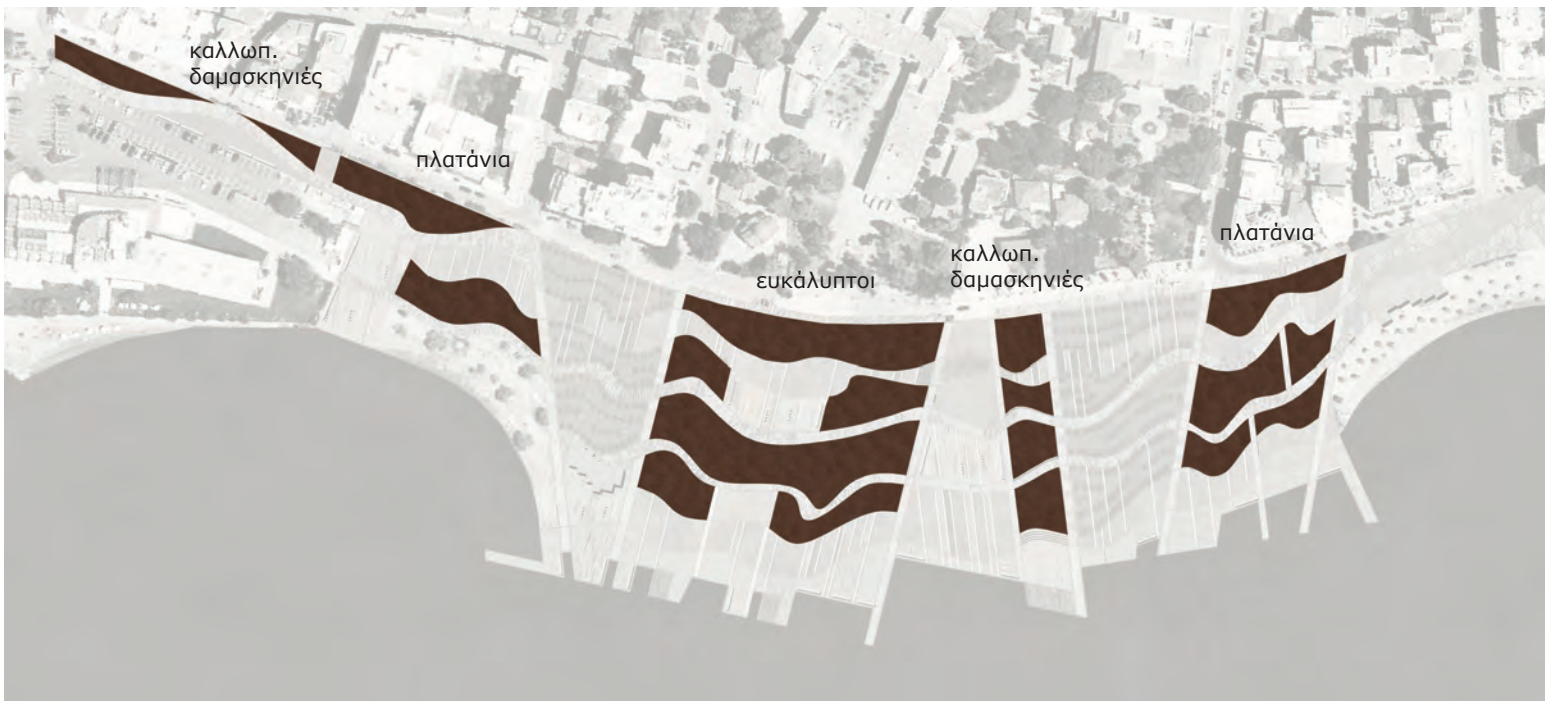 καλλωπ.
δαμασκηνιές
πλατάνια
ευκάλυπτοι
καλλωπ.
δαμασκηνιές
πλατάνια